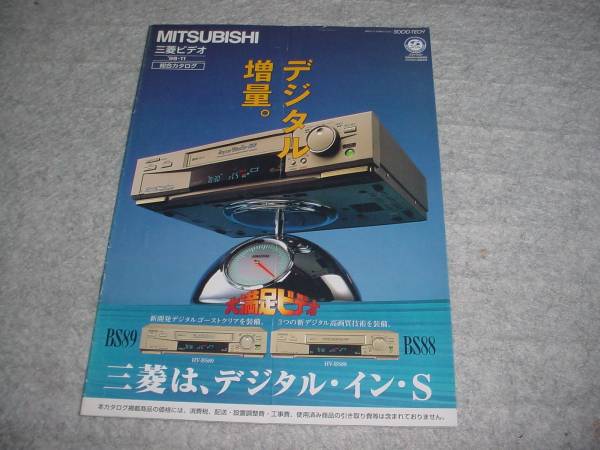 MITSUBISHI
三菱ビデオ
'95-11
総合カタログ
SOCIO-TECH
デジタル
増量。
大満足ビデオ
新開発デジタルゴーストクリアを装備。
3つの新デジタル高画質技術を装備。
BS89
HV-BS89
HV-BS88
BS88
三菱は、デジタル・イン・S
本カタログ掲載商品の価格には、消費税、配送・設置調整費・工事費、使用済み商品の引き取り費等は含まれておりません。